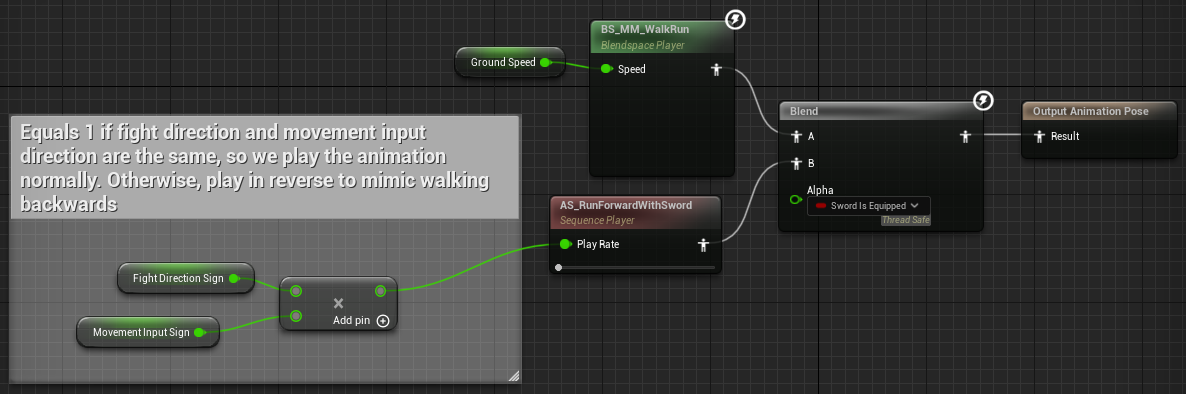 BS_MM_WalkRun
Blendspace Player
Ground Speed
Speed
Blend
A
B
Alpha
Sword Is Equipped
Thread Safe
Output Animation Pose
Result
Equals 1 if fight direction and movement input
direction are the same, so we play the animation
normally. Otherwise, play in reverse to mimic walking
backwards
AS_RunForwardWithSword
Sequence Player
Play Rate
Fight Direction Sign
Movement Input Sign
Add pin